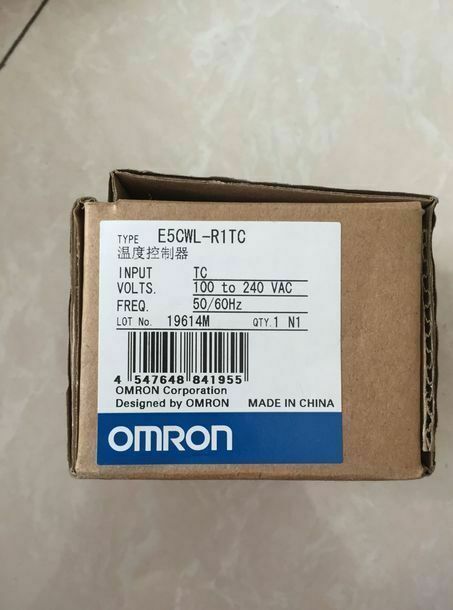 TYPE E5CWL-R1TC
温度控制器
INPUT TC
VOLTS. 100 to 240 VAC
FREQ. 50/60Hz
LOT No. 19614M QTY.1 N1
4 547648 841955
OMRON Corporation
Designed by OMRON MADE IN CHINA
OMRON